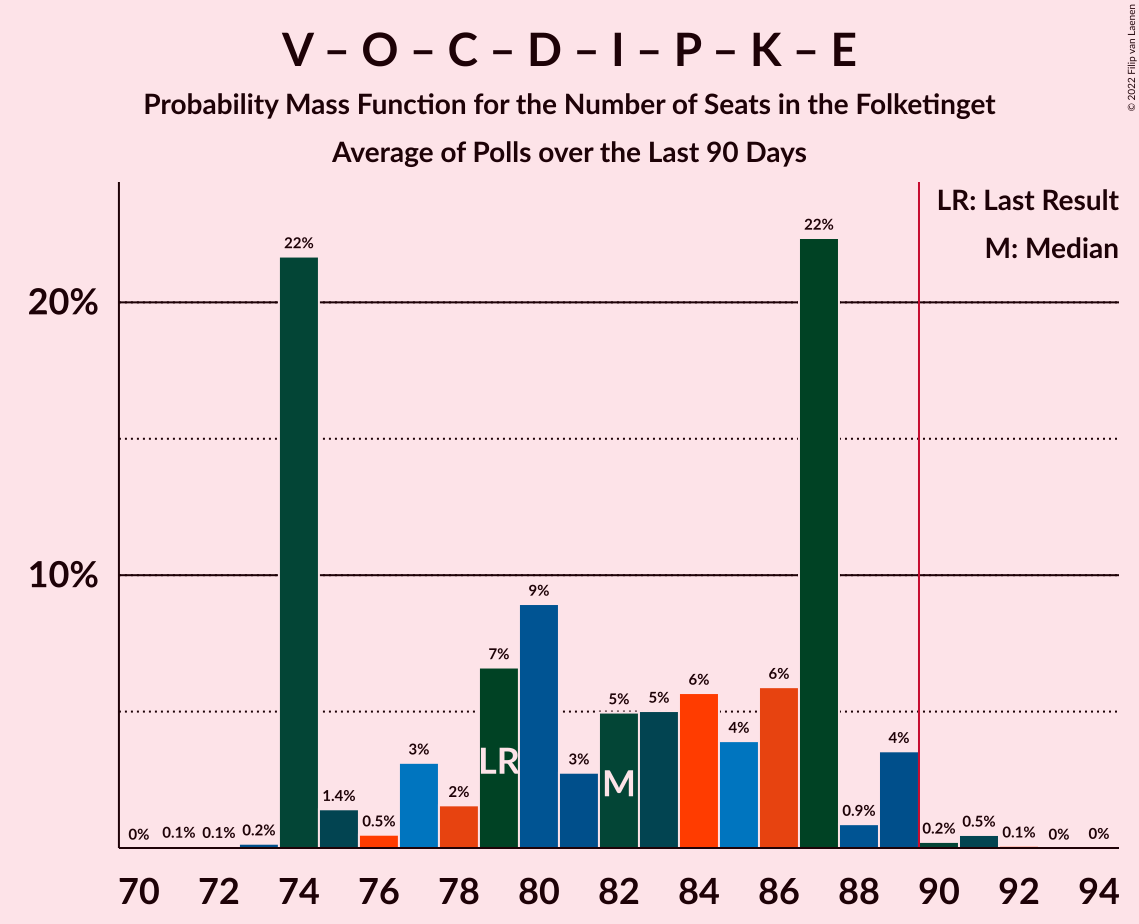 V – O – C – D – I – P – K – E
Probability Mass Function for the Number of Seats in the Folketinget
Average of Polls over the Last 90 Days
© 2022 Filip van Laenen
LR: Last Result
M: Median
20%
10%
0% 0.1% 0.1% 0.2% 22% 1.4% 0.5% 3% 2% 7% 9% 3% 5% 5% 6% 4% 6% 22% 0.9% 4% 0.2% 0.5% 0.1% 0% 0%
LR
M
70 72 74 76 78 80 82 84 86 88 90 92 94